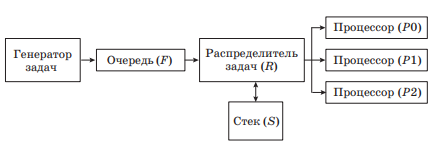 Генератор
задач
Очередь (F)
Распределитель
задач (R)
Стек (S)
Процессор (P0)
Процессор (P1)
Процессор (P2)